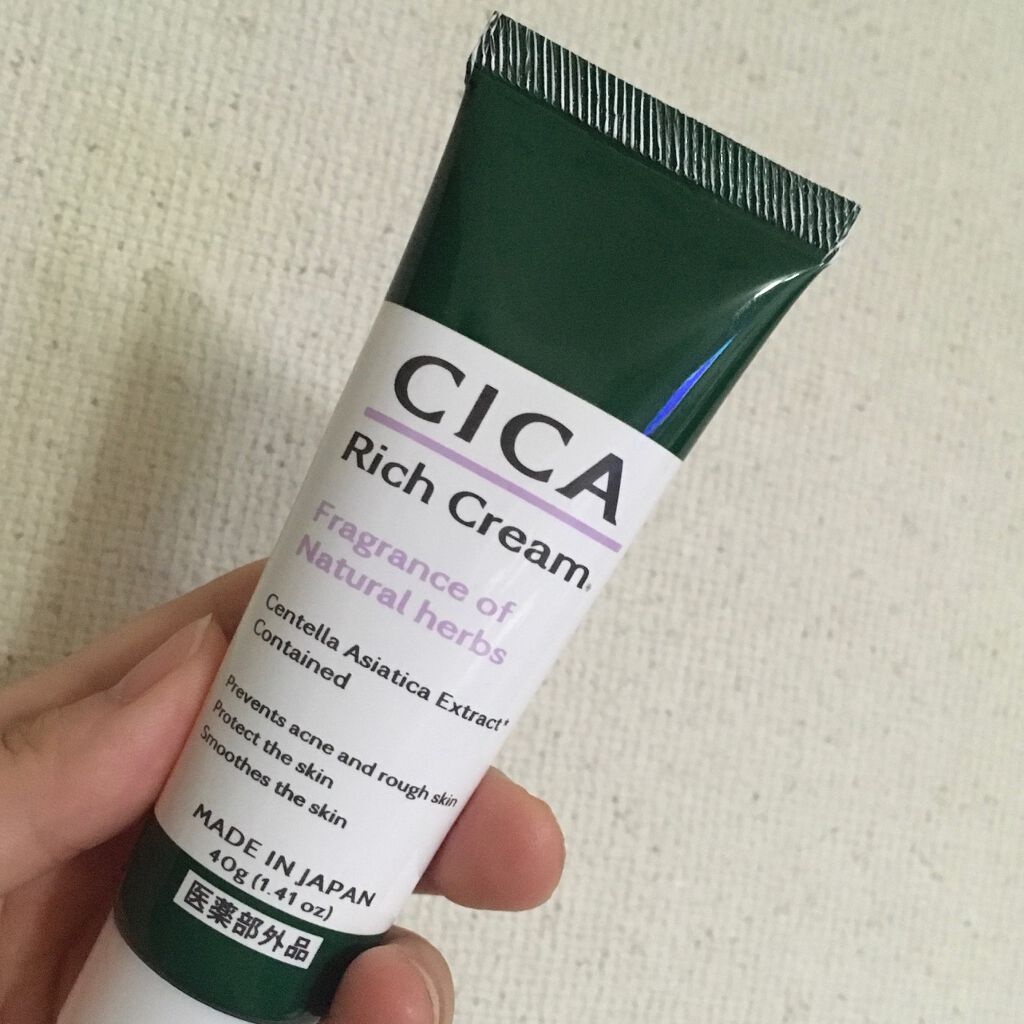 CICA
Rich Cream.
Fragrance of
Natural herbs
Centella Asiatica Extract*
Contained
Prevents acne and rough skin
Protect the skin
Smoothes the skin
MADE IN JAPAN
40g (1.41 oz)
医薬部外品